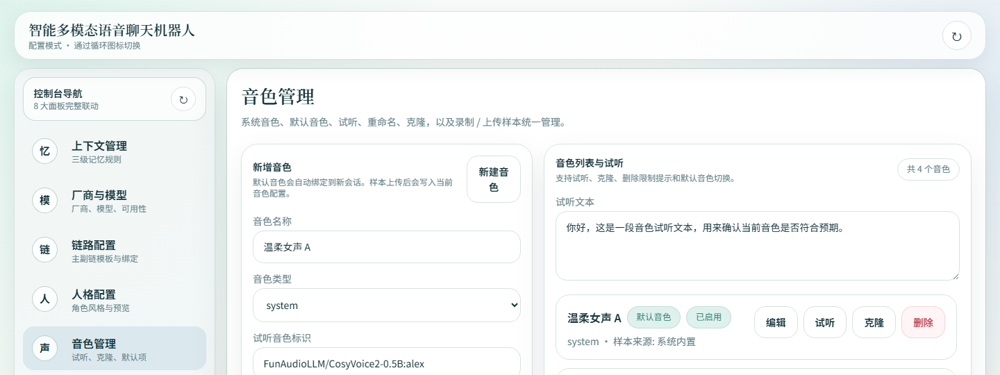 智能多模态语音聊天机器人
配置模式 · 通过循环图标切换
↻
控制台导航
8 大面板完整联动
↻
忆
上下文管理
三级记忆规则
模
厂商与模型
厂商、模型、可用性
链
链路配置
主副链模板与绑定
人
人格配置
角色风格与预览
声
音色管理
试听、克隆、默认项
音色管理
系统音色、默认音色、试听、重命名、克隆，以及录制 / 上传样本统一管理。
新增音色
默认音色会自动绑定到新会话。样本上传后会写入当前
音色配置。
新建音
色
音色名称
温柔女声 A
音色类型
system
试听音色标识
FunAudioLLM/CosyVoice2-0.5B:alex
音色列表与试听
支持试听、克隆、删除限制提示和默认音色切换。
共 4 个音色
试听文本
你好，这是一段音色试听文本，用来确认当前音色是否符合预期。
温柔女声 A 默认音色 已启用
system · 样本来源: 系统内置
编辑 试听 克隆 删除